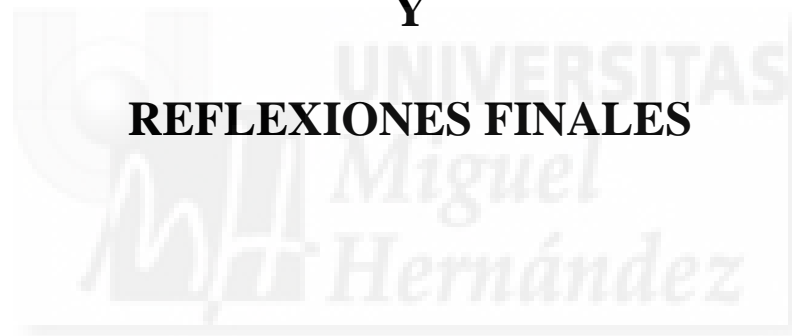 Y
UNIVERSITAS
REFLEXIONES FINALES
Miguel
Hernández